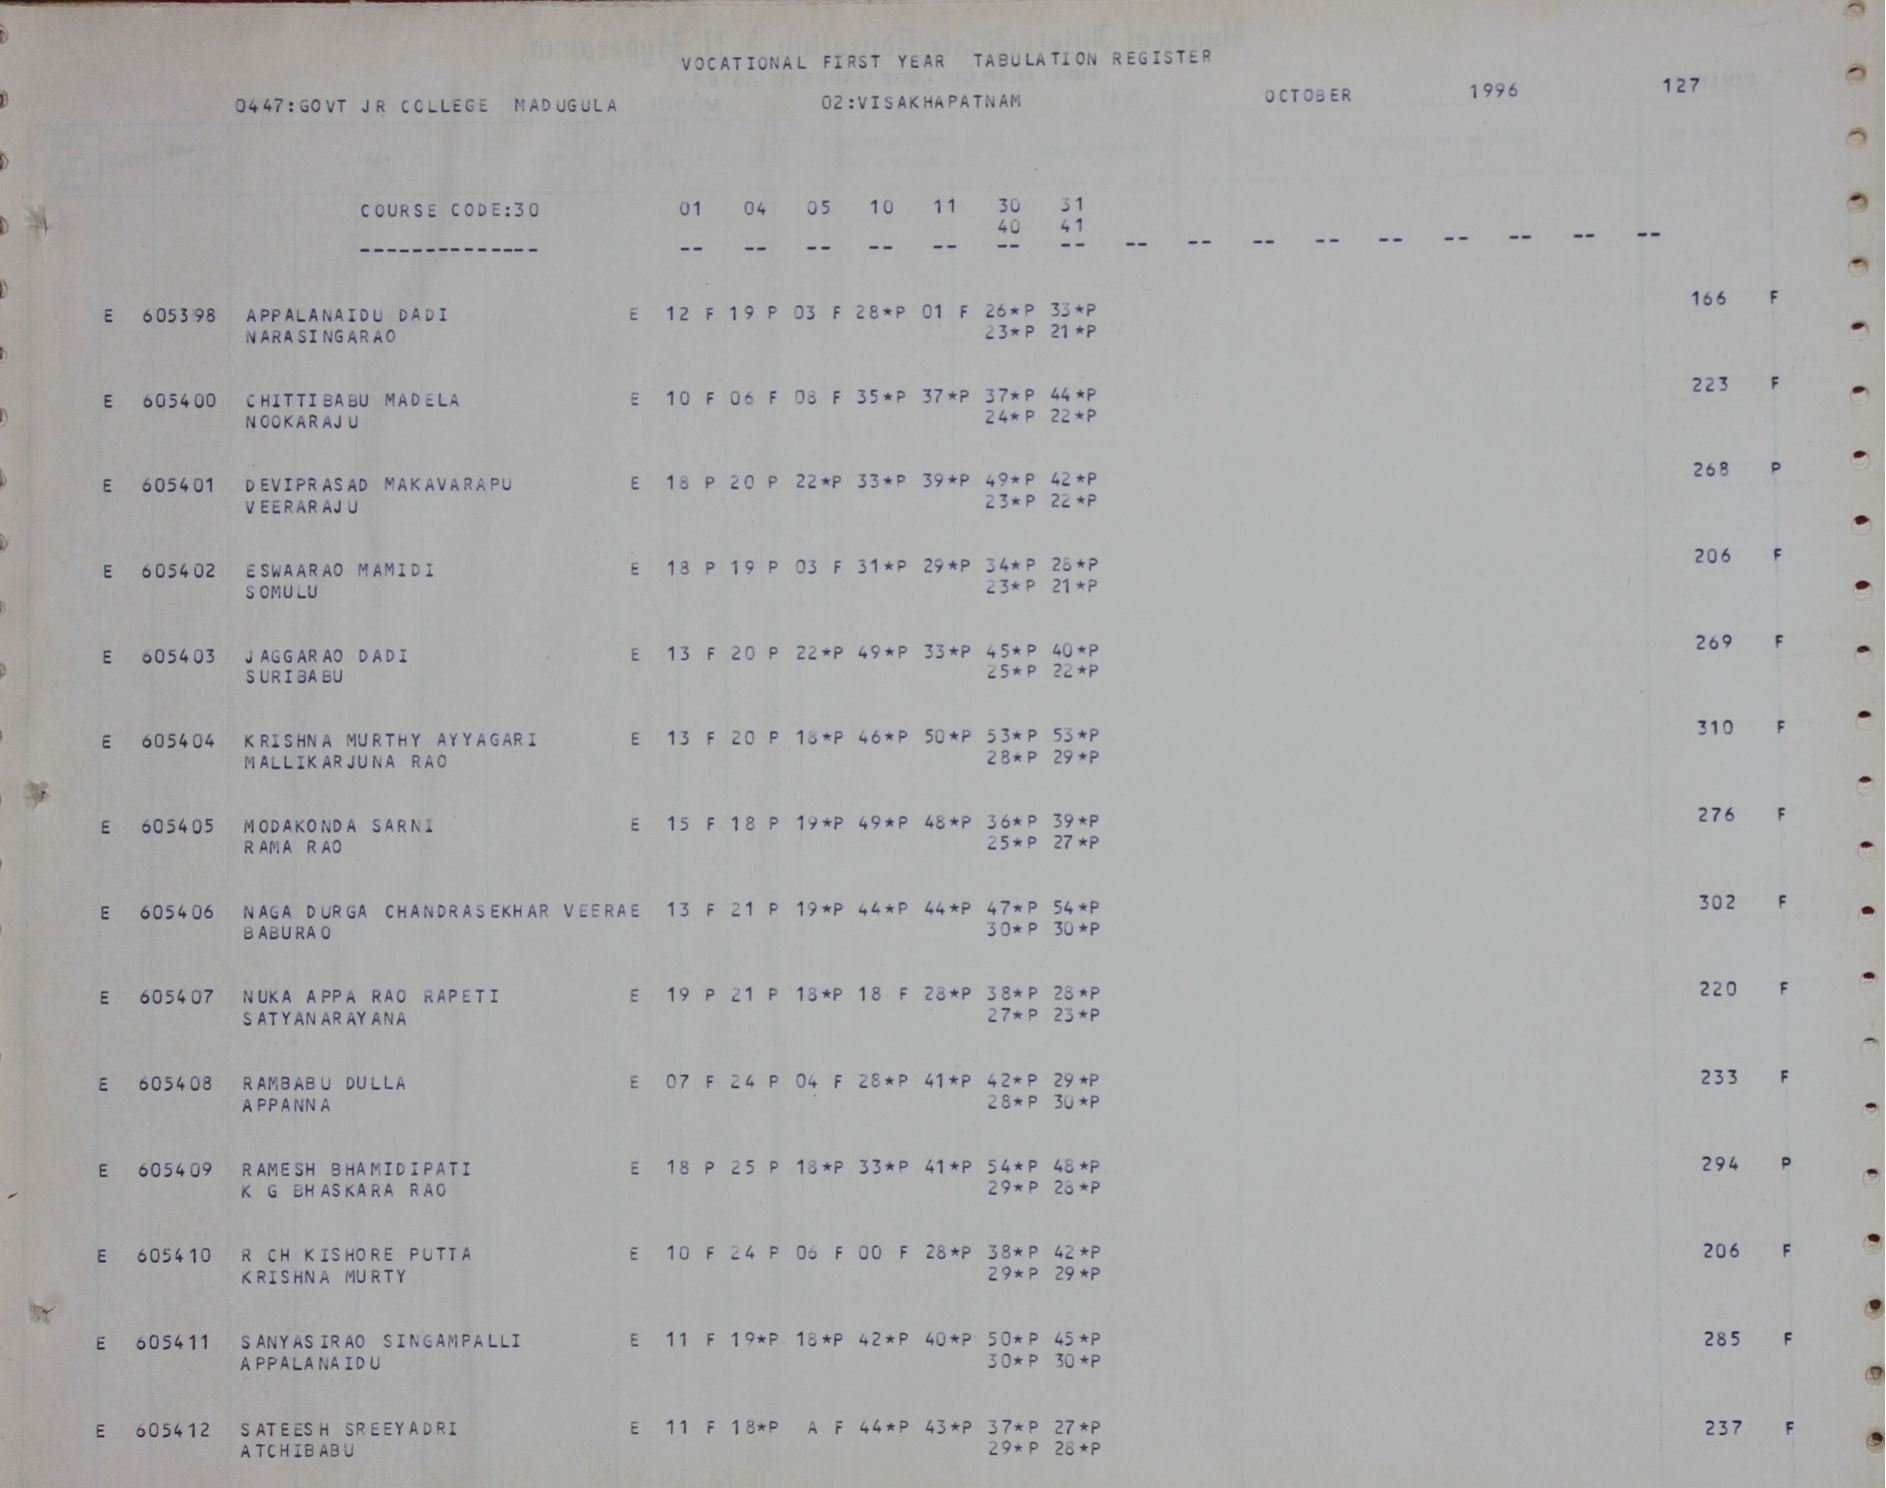 VOCATIONAL FIRST YEAR TABULATION REGISTER
0447:GOVT JR COLLEGE MADUGULA 02:VISAKHAPATNAM OCTOBER 1996 127
COURSE CODE:30 01 04 05 10 11 30 31
40 41
-------------- -- -- -- -- -- -- -- -- -- -- -- -- -- -- -- --
E 605398 APPALANAIDU DADI E 12 F 19 P 03 F 28*P 01 F 26*P 33*P 166 F
NARASINGARAO 23*P 21*P
E 605400 CHITTIBABU MADELA E 10 F 06 F 08 F 35*P 37*P 37*P 44*P 223 F
NOOKARAJU 24*P 22*P
E 605401 DEVIPRASAD MAKAVARAPU E 18 P 20 P 22*P 33*P 39*P 49*P 42*P 268 P
VEERARAJU 23*P 22*P
E 605402 ESWAARAO MAMIDI E 18 P 19 P 03 F 31*P 29*P 34*P 28*P 206 F
SOMULU 23*P 21*P
E 605403 JAGGARAO DADI E 13 F 20 P 22*P 49*P 33*P 45*P 40*P 269 F
SURIBABU 25*P 22*P
E 605404 KRISHNA MURTHY AYYAGARI E 13 F 20 P 18*P 46*P 50*P 53*P 53*P 310 F
MALLIKARJUNA RAO 28*P 29*P
E 605405 MODAKONDA SARNI E 15 F 18 P 19*P 49*P 48*P 36*P 39*P 276 F
RAMA RAO 25*P 27*P
E 605406 NAGA DURGA CHANDRASEKHAR VEERAE 13 F 21 P 19*P 44*P 44*P 47*P 54*P 302 F
BABURAO 30*P 30*P
E 605407 NUKA APPA RAO RAPETI E 19 P 21 P 18*P 18 F 28*P 38*P 28*P 220 F
SATYANARAYANA 27*P 23*P
E 605408 RAMBABU DULLA E 07 F 24 P 04 F 28*P 41*P 42*P 29*P 233 F
APPANNA 28*P 30*P
E 605409 RAMESH BHAMIDIPATI E 18 P 25 P 18*P 33*P 41*P 54*P 48*P 294 P
K G BHASKARA RAO 29*P 28*P
E 605410 R CH KISHORE PUTTA E 10 F 24 P 06 F 00 F 28*P 38*P 42*P 206 F
KRISHNA MURTY 29*P 29*P
E 605411 SANYASIRAO SINGAMPALLI E 11 F 19*P 18*P 42*P 40*P 50*P 45*P 285 F
APPALANAIDU 30*P 30*P
E 605412 SATEESH SREEYADRI E 11 F 18*P A F 44*P 43*P 37*P 27*P 237 F
ATCHIBABU 29*P 28*P